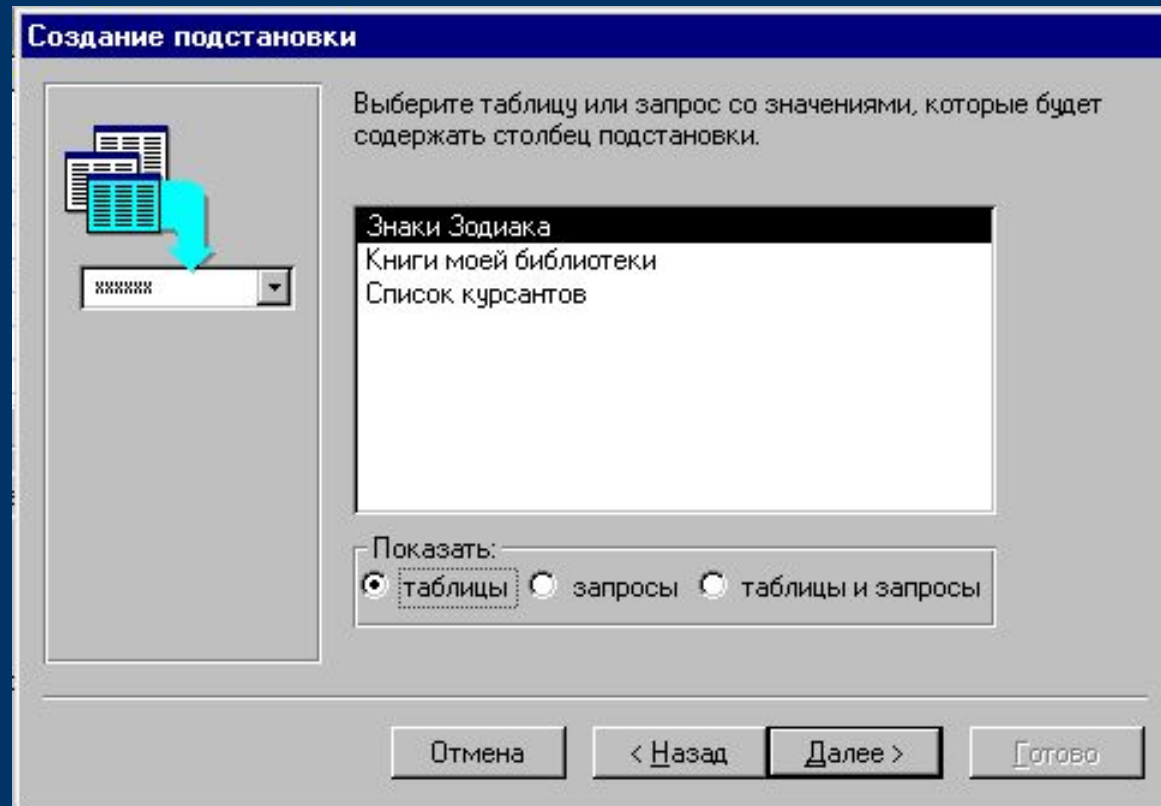 Создание подстановки
Выберите таблицу или запрос со значениями, которые будет
содержать столбец подстановки.
xxxxxx
Знаки Зодиака
Книги моей библиотеки
Список курсантов
Показать:
таблицы запросы таблицы и запросы
Отмена < Назад Далее > Готово